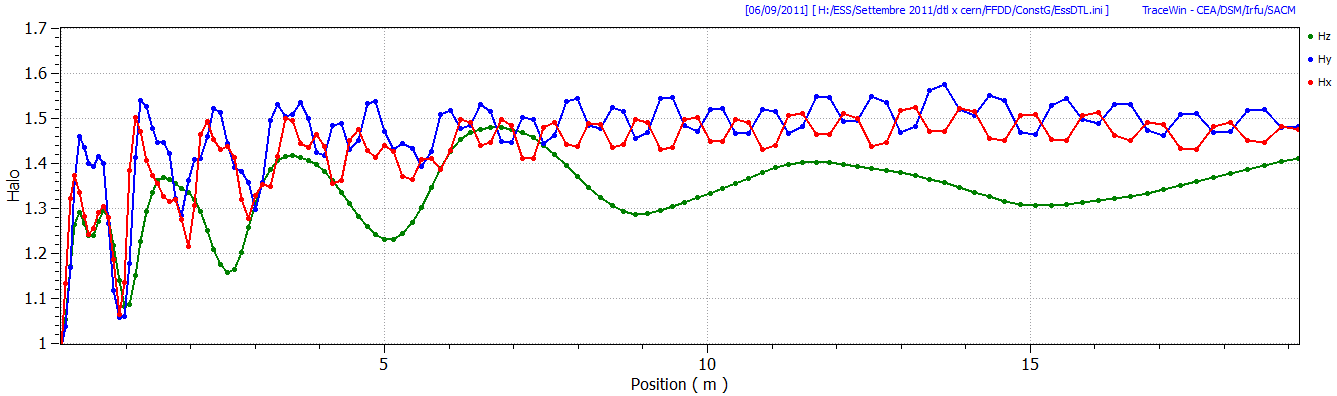 [06/09/2011] [ H:/ESS/Settembre 2011/dtl x cern/FFDD/ConstG/EssDTL.ini ] TraceWin - CEA/DSM/Irfu/SACM
1.7
1.6
1.5
1.4
1.3
1.2
1.1
1
Halo
5 10 15
Position ( m )
Hz
Hy
Hx